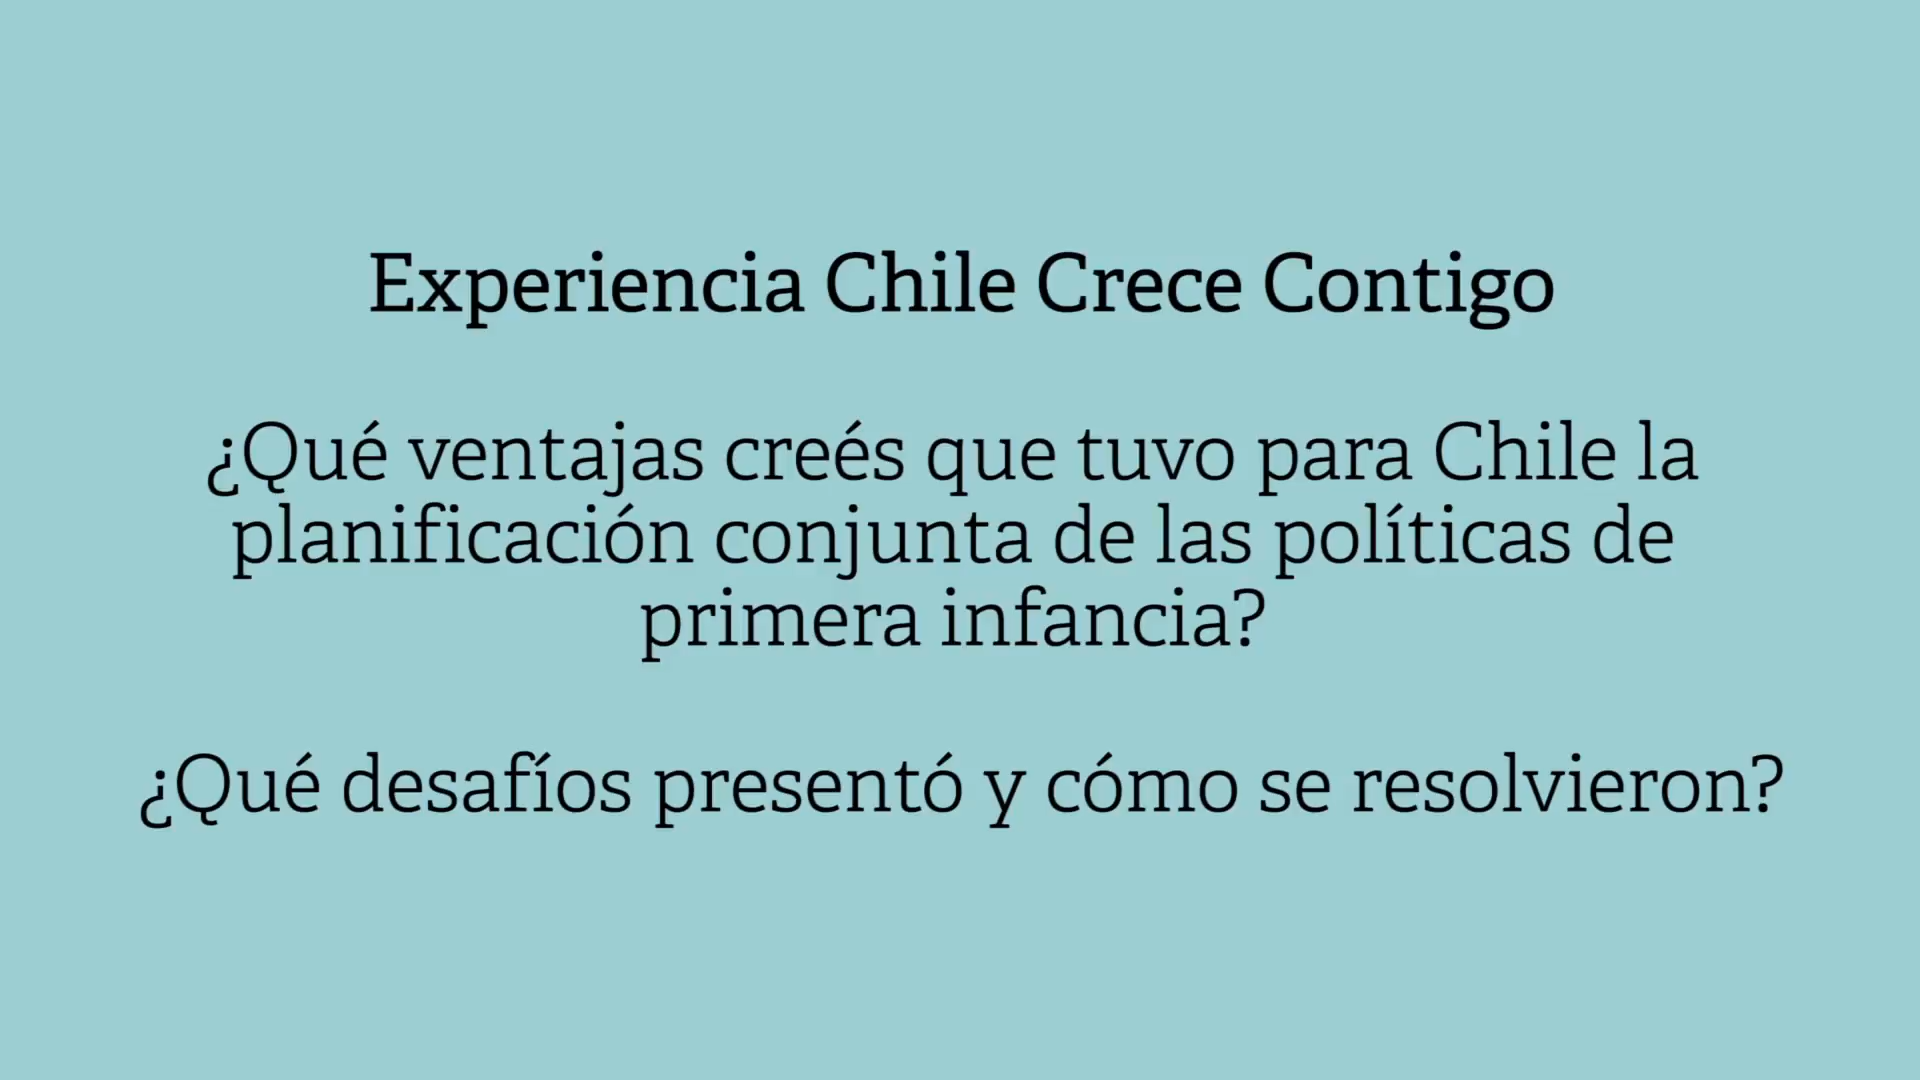 Experiencia Chile Crece Contigo
¿Qué ventajas creés que tuvo para Chile la
planificación conjunta de las políticas de
primera infancia?
¿Qué desafíos presentó y cómo se resolvieron?